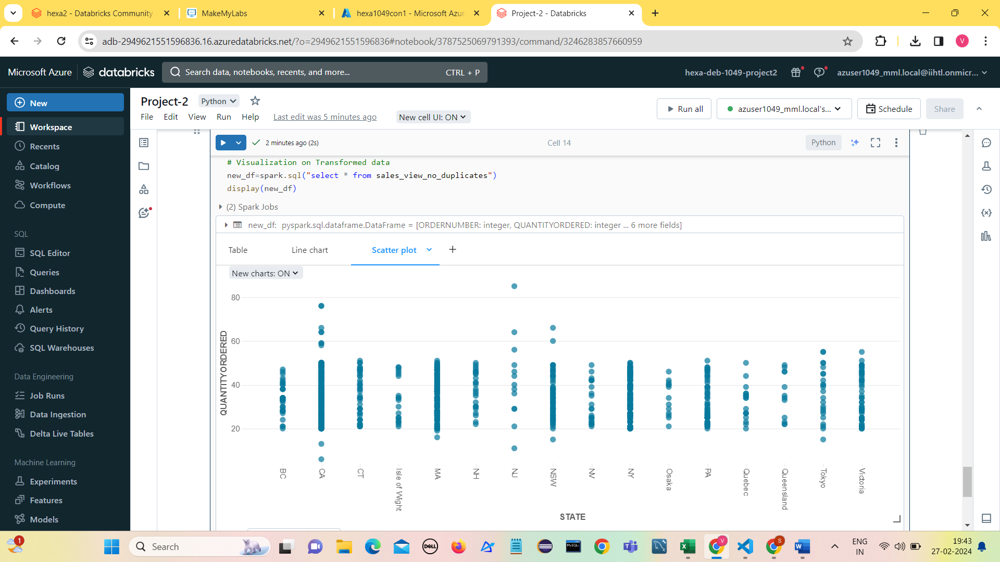 hexa2 - Databricks Community
MakeMyLabs
hexa1049con1 - Microsoft Azur
Project-2 - Databricks
adb-2949621551596836.16.azuredatabricks.net/?o=2949621551596836#notebook/3787525069791393/command/3246283857660959
V
Microsoft Azure
databricks
Search data, notebooks, recents, and more...
CTRL + P
hexa-deb-1049-project2
azuser1049_mml.local@iihtl.onmicr...
New
Workspace
Recents
Catalog
Workflows
Compute
SQL
SQL Editor
Queries
Dashboards
Alerts
Query History
SQL Warehouses
Data Engineering
Job Runs
Data Ingestion
Delta Live Tables
Machine Learning
Experiments
Features
Models
Project-2
Python
File
Edit
View
Run
Help
Last edit was 5 minutes ago
New cell UI: ON
Run all
azuser1049_mml.local's...
Schedule
Share
2 minutes ago (2s)
Cell 14
Python
# Visualization on Transformed data
new_df=spark.sql("select * from sales_view_no_duplicates")
display(new_df)
(2) Spark Jobs
new_df: pyspark.sql.dataframe.DataFrame = [ORDERNUMBER: integer, QUANTITYORDERED: integer ... 6 more fields]
Table
Line chart
Scatter plot
New charts: ON
QUANTITYORDERED
80
60
40
20
BC
CA
CT
Isle of Wight
MA
NH
NJ
NSW
NV
NY
Osaka
PA
Quebec
Queensland
Tokyo
Victoria
STATE
1
Search
DELL
MySQL
V
S
ENG
IN
19:43
27-02-2024